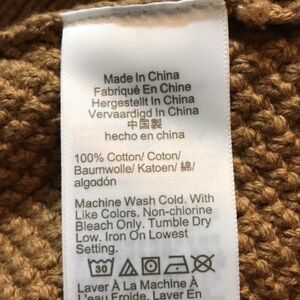 Made In China
Fabriqué En Chine
Hergestellt In China
Vervaardigd In China
中国製
hecho en china
100% Cotton/ Coton/
Baumwolle/ Katoen/ 綿/
algodón
Machine Wash Cold. With
Like Colors. Non-chlorine
Bleach Only. Tumble Dry
Low. Iron On Lowest
Setting.
30
Laver À La Machine À
L'eau Froide. Laver En